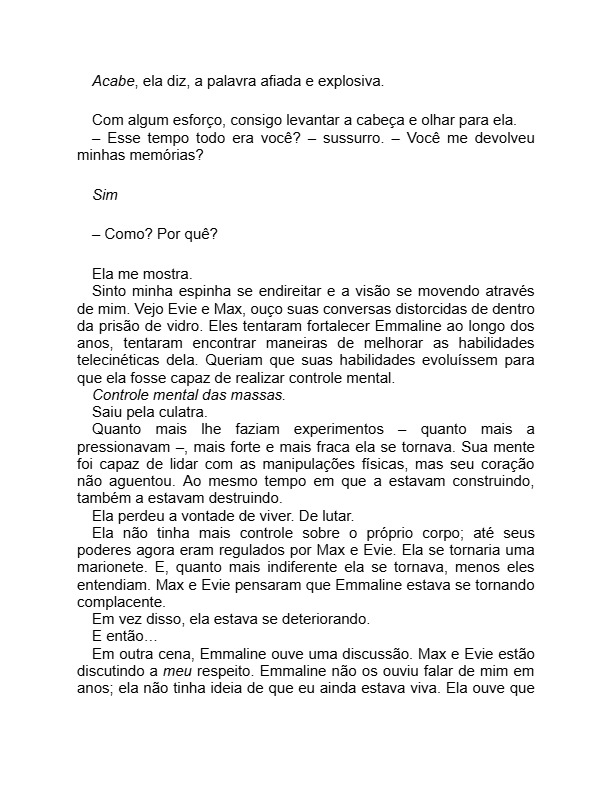 Acabe, ela diz, a palavra afiada e explosiva.
Com algum esforço, consigo levantar a cabeça e olhar para ela.
– Esse tempo todo era você? – sussurro. – Você me devolveu
minhas memórias?
Sim
– Como? Por quê?
Ela me mostra.
Sinto minha espinha se endireitar e a visão se movendo através
de mim. Vejo Evie e Max, ouço suas conversas distorcidas de dentro
da prisão de vidro. Eles tentaram fortalecer Emmaline ao longo dos
anos, tentaram encontrar maneiras de melhorar as habilidades
telecinéticas dela. Queriam que suas habilidades evoluíssem para
que ela fosse capaz de realizar controle mental.
Controle mental das massas.
Saiu pela culatra.
Quanto mais lhe faziam experimentos – quanto mais a
pressionavam –, mais forte e mais fraca ela se tornava. Sua mente
foi capaz de lidar com as manipulações físicas, mas seu coração
não aguentou. Ao mesmo tempo em que a estavam construindo,
também a estavam destruindo.
Ela perdeu a vontade de viver. De lutar.
Ela não tinha mais controle sobre o próprio corpo; até seus
poderes agora eram regulados por Max e Evie. Ela se tornaria uma
marionete. E, quanto mais indiferente ela se tornava, menos eles
entendiam. Max e Evie pensaram que Emmaline estava se tornando
complacente.
Em vez disso, ela estava se deteriorando.
E então…
Em outra cena, Emmaline ouve uma discussão. Max e Evie estão
discutindo a meu respeito. Emmaline não os ouviu falar de mim em
anos; ela não tinha ideia de que eu ainda estava viva. Ela ouve que